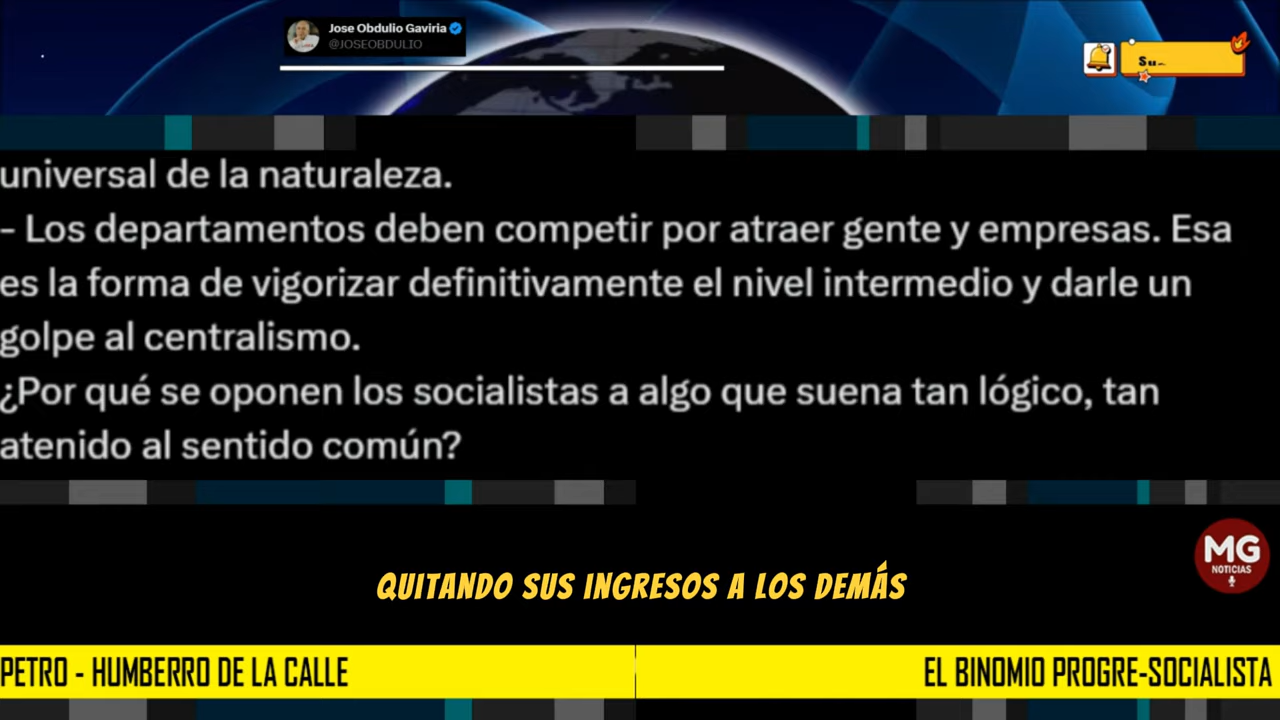 Jose Obdulio Gaviria
@JOSEOBDULIO
Su
universal de la naturaleza.
- Los departamentos deben competir por atraer gente y empresas. Esa
es la forma de vigorizar definitivamente el nivel intermedio y darle un
golpe al centralismo.
¿Por qué se oponen los socialistas a algo que suena tan lógico, tan
atenido al sentido común?
MG
NOTICIAS
QUITANDO SUS INGRESOS A LOS DEMÁS
PETRO - HUMBERRO DE LA CALLE
EL BINOMIO PROGRE-SOCIALISTA